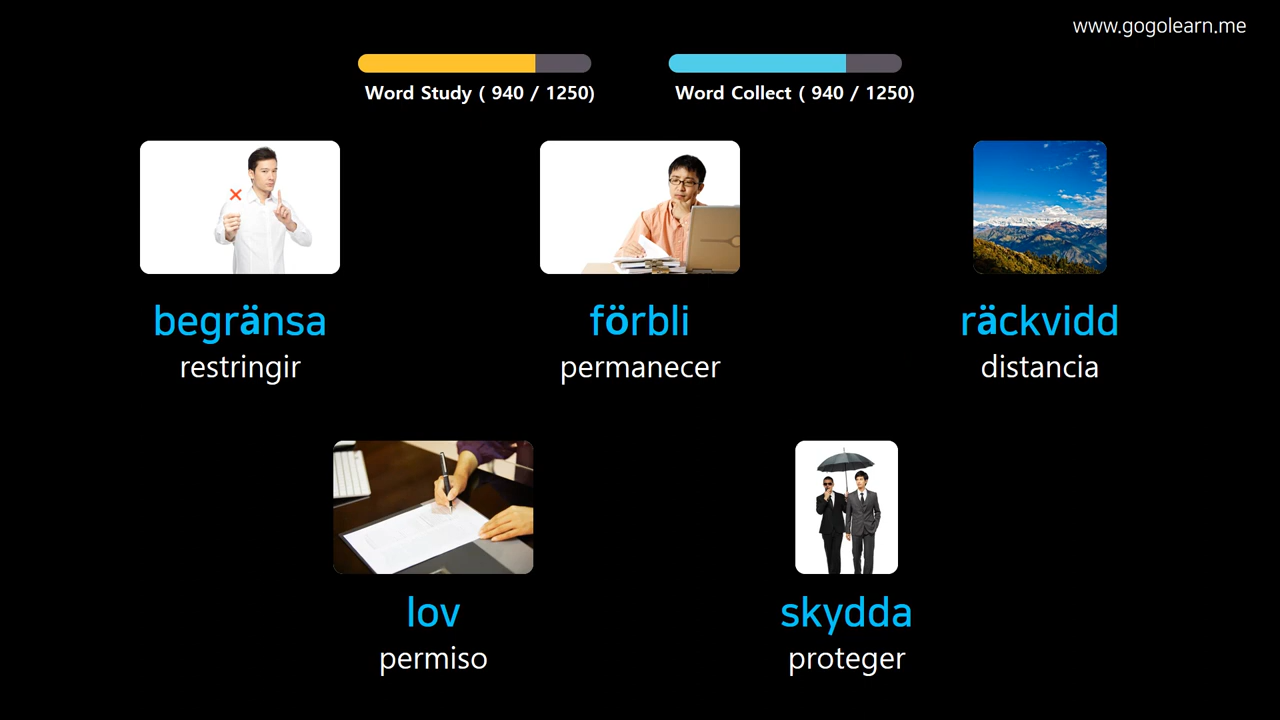 www.gogolearn.me
Word Study ( 940 / 1250)
Word Collect ( 940 / 1250)
begränsa
restringir
förbli
permanecer
räckvidd
distancia
lov
permiso
skydda
proteger